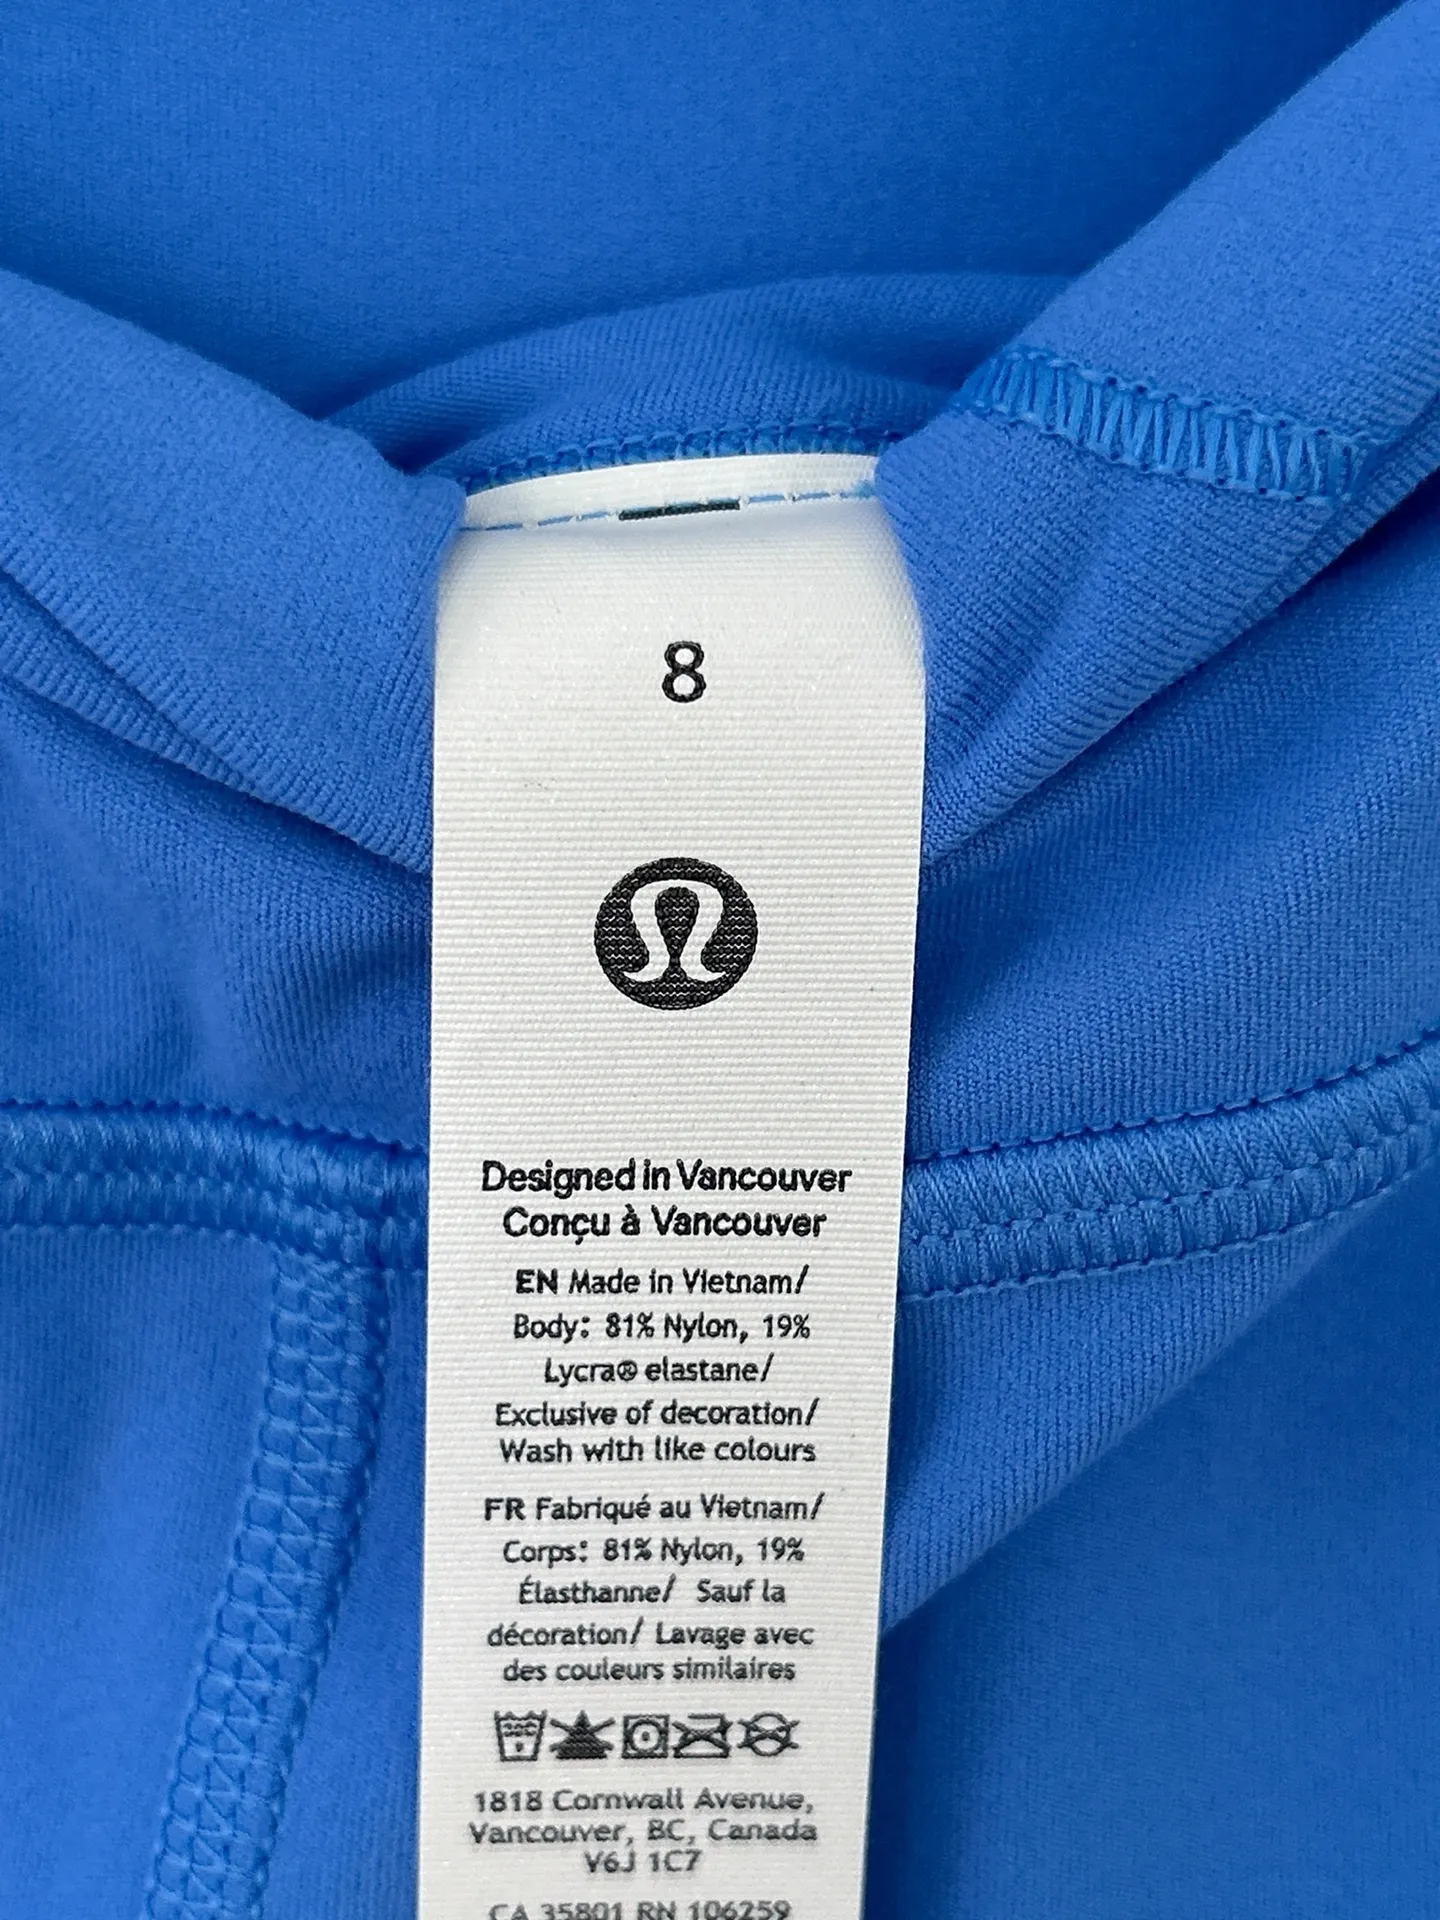 8
Designed in Vancouver
Conçu à Vancouver
EN Made in Vietnam/
Body: 81% Nylon, 19%
Lycra® elastane/
Exclusive of decoration/
Wash with like colours
FR Fabriqué au Vietnam/
Corps: 81% Nylon, 19%
Élasthanne/ Sauf la
décoration/ Lavage avec
des couleurs similaires
1818 Cornwall Avenue,
Vancouver, BC, Canada
V6J 1C7
CA 35801 RN 106259